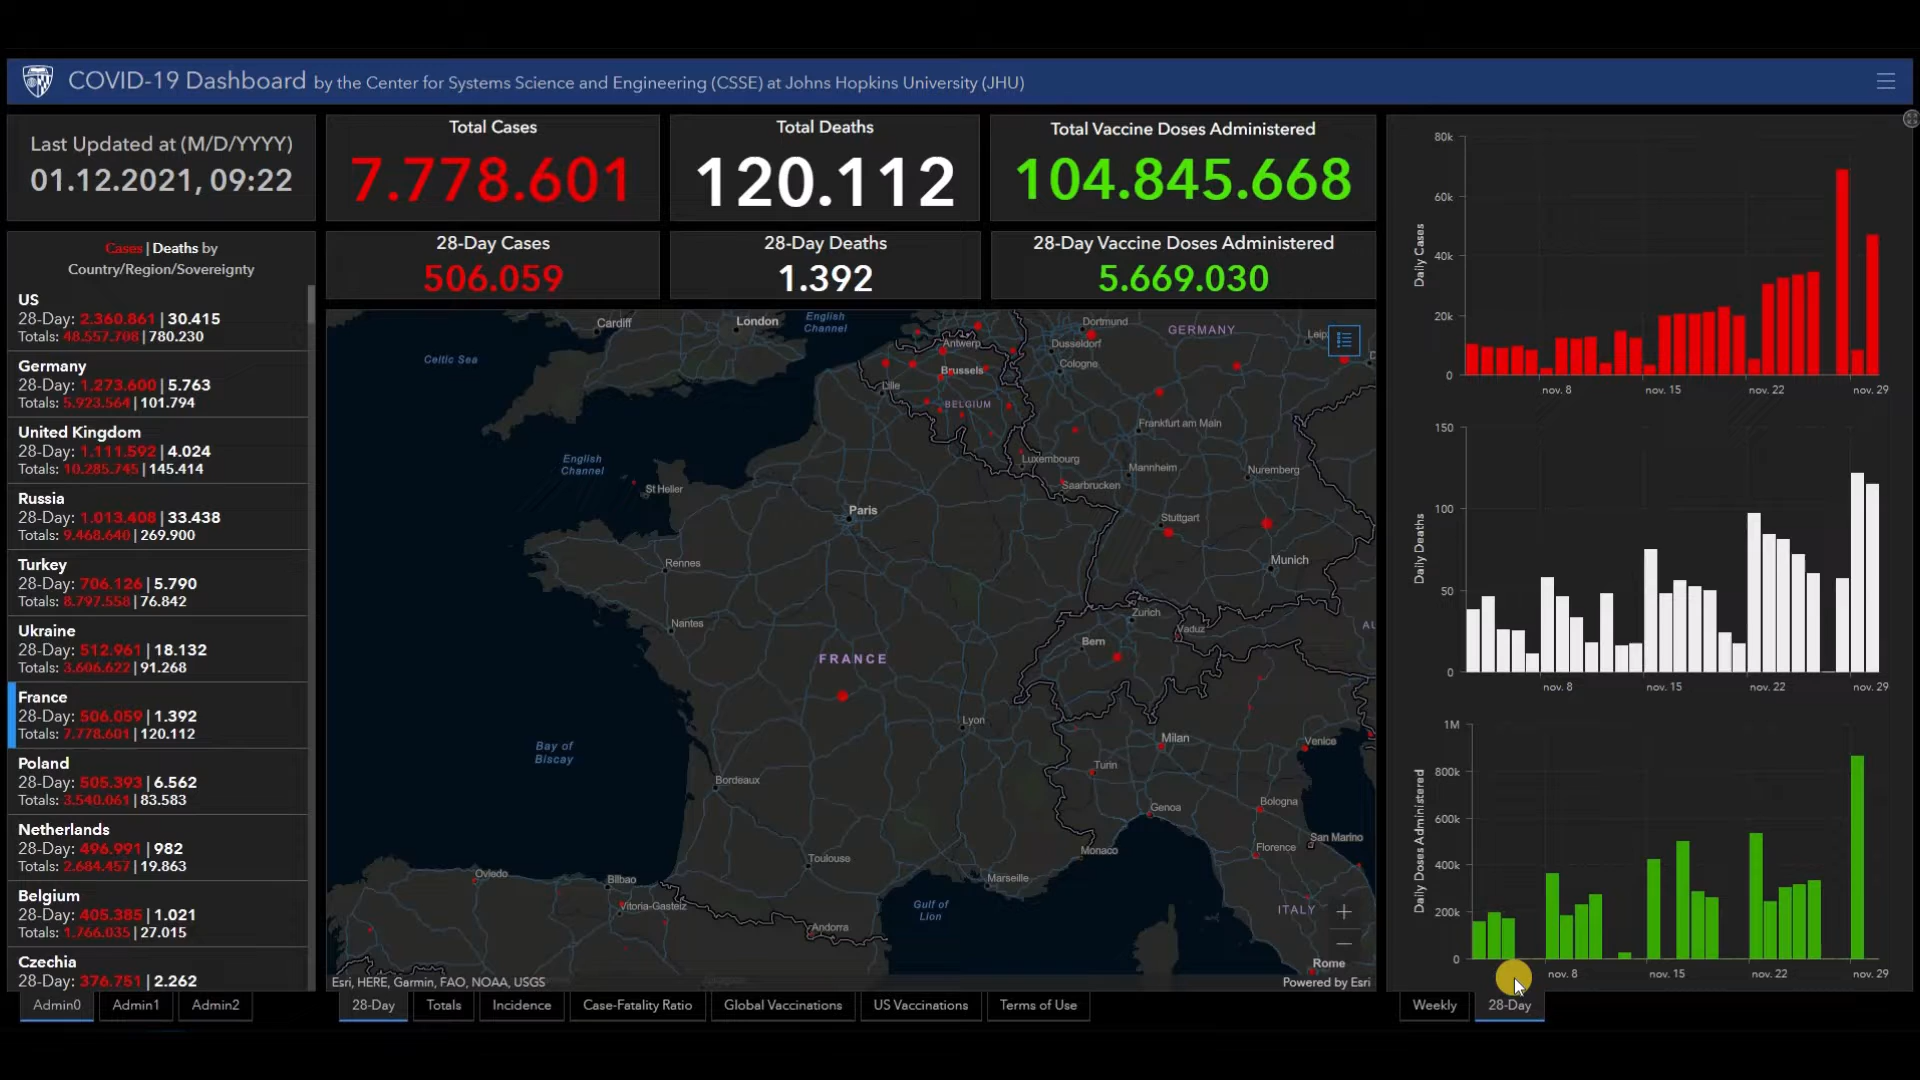 COVID-19 Dashboard by the Center for Systems Science and Engineering (CSSE) at Johns Hopkins University (JHU)
Last Updated at (M/D/YYYY)
01.12.2021, 09:22
Total Cases
7.778.601
Total Deaths
120.112
Total Vaccine Doses Administered
104.845.668
28-Day Cases
506.059
28-Day Deaths
1.392
28-Day Vaccine Doses Administered
5.669.030
Cases | Deaths by
Country/Region/Sovereignty
US
28-Day: 2.360.861 | 30.415
Totals: 48.557.708 | 780.230
Germany
28-Day: 1.273.600 | 5.763
Totals: 5.923.564 | 101.794
United Kingdom
28-Day: 1.111.592 | 4.024
Totals: 10.285.745 | 145.414
Russia
28-Day: 1.013.408 | 33.438
Totals: 9.468.640 | 269.900
Turkey
28-Day: 706.126 | 5.790
Totals: 8.797.558 | 76.842
Ukraine
28-Day: 512.961 | 18.132
Totals: 3.606.622 | 91.268
France
28-Day: 506.059 | 1.392
Totals: 7.778.601 | 120.112
Poland
28-Day: 505.393 | 6.562
Totals: 3.540.061 | 83.583
Netherlands
28-Day: 496.991 | 982
Totals: 2.684.457 | 19.863
Belgium
28-Day: 405.385 | 1.021
Totals: 1.766.035 | 27.015
Czechia
28-Day: 376.751 | 2.262
Admin0 Admin1 Admin2
Cardiff
London
English
Channel
Celtic Sea
Antwerp
Brussels
Lille
BELGIUM
Dortmund
Dusseldorf
Cologne
GERMANY
Leip
Frankfurt am Main
English
Channel
St Helier
Luxembourg
Mannheim
Saarbrucken
Nuremberg
Paris
Stuttgart
Munich
Rennes
Nantes
Zurich
Vaduz
Bern
AU
FRANCE
Lyon
Milan
Venice
Turin
Bay of
Biscay
Bordeaux
Genoa
Bologna
San Marino
Florence
Monaco
Toulouse
Marseille
Oviedo
Bilbao
Vitoria-Gasteiz
Andorra
Gulf of
Lion
ITALY
Rome
Esri, HERE, Garmin, FAO, NOAA, USGS
Powered by Esri
28-Day Totals Incidence Case-Fatality Ratio Global Vaccinations US Vaccinations Terms of Use
Daily Cases
80k
60k
40k
20k
0
nov. 8 nov. 15 nov. 22 nov. 29
Daily Deaths
150
100
50
0
nov. 8 nov. 15 nov. 22 nov. 29
Daily Doses Administered
1M
800k
600k
400k
200k
0
nov. 8 nov. 15 nov. 22 nov. 29
Weekly 28-Day